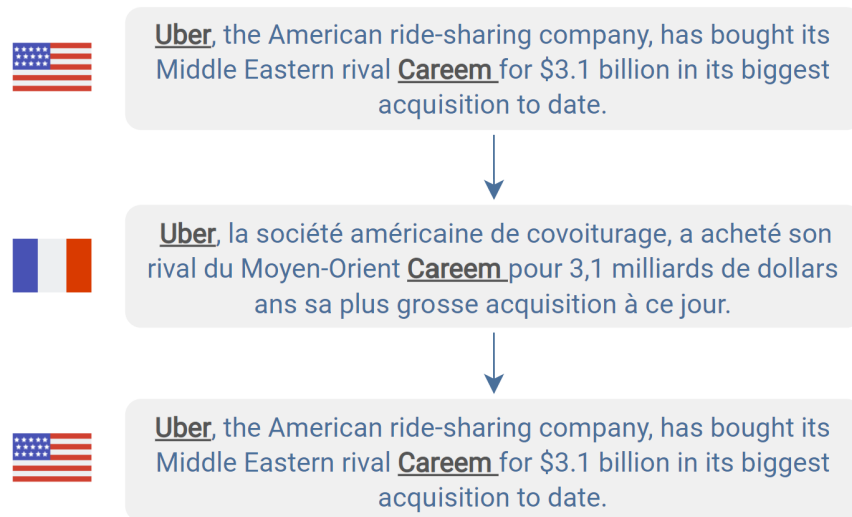 Uber, the American ride-sharing company, has bought its
Middle Eastern rival Careem for $3.1 billion in its biggest
acquisition to date.
Uber, la société américaine de covoiturage, a acheté son
rival du Moyen-Orient Careem pour 3,1 milliards de dollars
ans sa plus grosse acquisition à ce jour.
Uber, the American ride-sharing company, has bought its
Middle Eastern rival Careem for $3.1 billion in its biggest
acquisition to date.